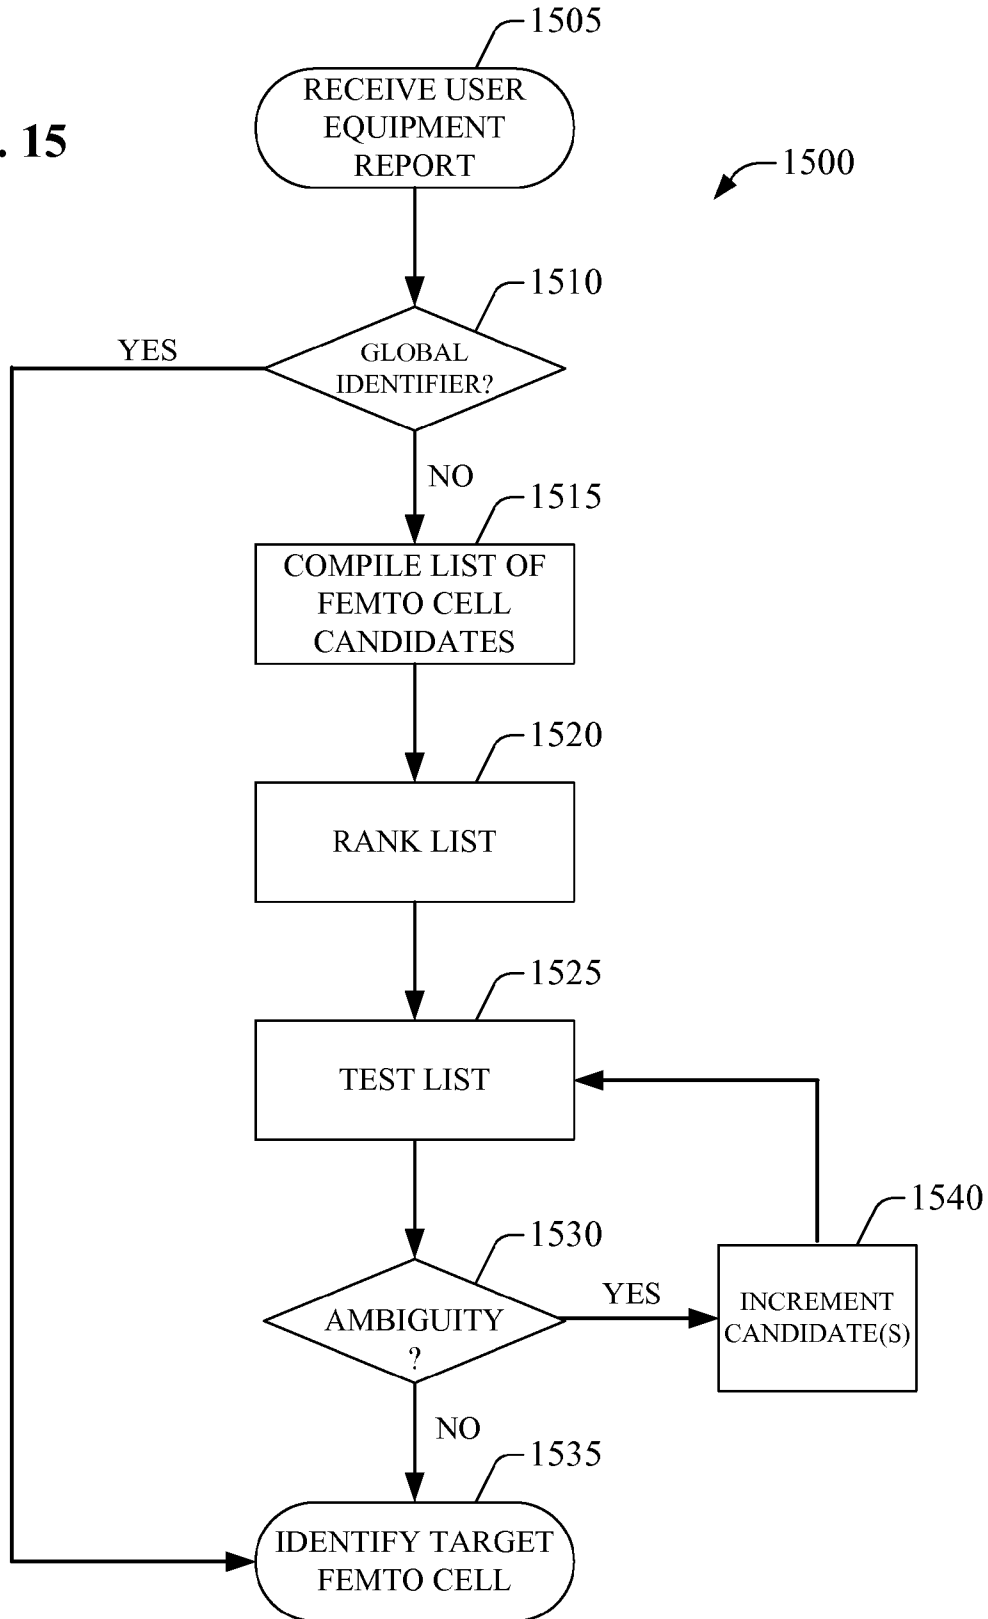 1505
RECEIVE USER
EQUIPMENT
REPORT
. 15
1500
1510
YES
GLOBAL
IDENTIFIER?
NO
1515
COMPILE LIST OF
FEMTO CELL
CANDIDATES
1520
RANK LIST
1525
TEST LIST
1530
1540
AMBIGUITY
?
YES
INCREMENT
CANDIDATE(S)
NO
1535
IDENTIFY TARGET
FEMTO CELL